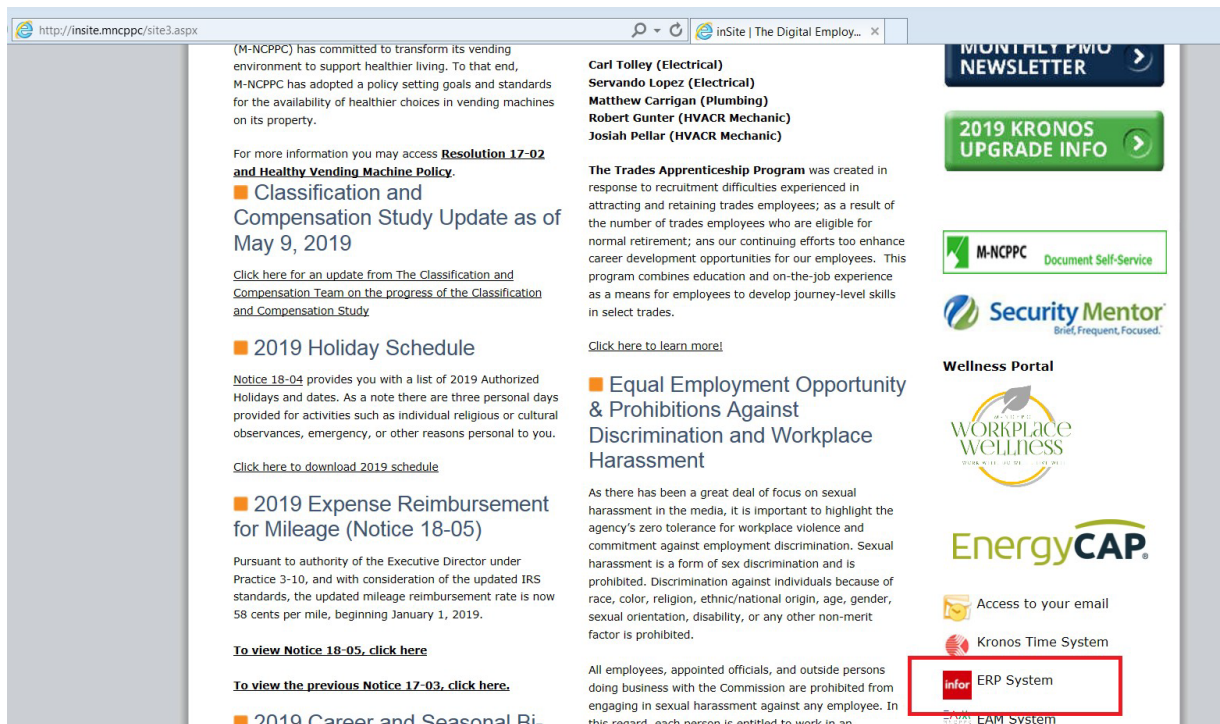 http://insite.mncppc/site3.aspx
inSite | The Digital Employ...
(M-NCPPC) has committed to transform its vending
environment to support healthier living. To that end,
M-NCPPC has adopted a policy setting goals and standards
for the availability of healthier choices in vending machines
on its property.
For more information you may access Resolution 17-02
and Healthy Vending Machine Policy.
Classification and
Compensation Study Update as of
May 9, 2019
Click here for an update from The Classification and
Compensation Team on the progress of the Classification
and Compensation Study
2019 Holiday Schedule
Notice 18-04 provides you with a list of 2019 Authorized
Holidays and dates. As a note there are three personal days
provided for activities such as individual religious or cultural
observances, emergency, or other reasons personal to you.
Click here to download 2019 schedule
2019 Expense Reimbursement
for Mileage (Notice 18-05)
Pursuant to authority of the Executive Director under
Practice 3-10, and with consideration of the updated IRS
standards, the updated mileage reimbursement rate is now
58 cents per mile, beginning January 1, 2019.
To view Notice 18-05, click here
To view the previous Notice 17-03, click here.
2019 Career and Seasonal Bi-
Carl Tolley (Electrical)
Servando Lopez (Electrical)
Matthew Carrigan (Plumbing)
Robert Gunter (HVACR Mechanic)
Josiah Pellar (HVACR Mechanic)
The Trades Apprenticeship Program was created in
response to recruitment difficulties experienced in
attracting and retaining trades employees; as a result of
the number of trades employees who are eligible for
normal retirement; ans our continuing efforts too enhance
career development opportunities for our employees. This
program combines education and on-the-job experience
as a means for employees to develop journey-level skills
in select trades.
Click here to learn more!
Equal Employment Opportunity
& Prohibitions Against
Discrimination and Workplace
Harassment
As there has been a great deal of focus on sexual
harassment in the media, it is important to highlight the
agency's zero tolerance for workplace violence and
commitment against employment discrimination. Sexual
harassment is a form of sex discrimination and is
prohibited. Discrimination against individuals because of
race, color, religion, ethnic/national origin, age, gender,
sexual orientation, disability, or any other non-merit
factor is prohibited.
All employees, appointed officials, and outside persons
doing business with the Commission are prohibited from
engaging in sexual harassment against any employee. In
this regard, each person is entitled to work in an
MONTHLY PMO
NEWSLETTER
2019 KRONOS
UPGRADE INFO
M-NCPPC Document Self-Service
Security Mentor
Brief, Frequent, Focused.
Wellness Portal
M-NCPPC
WORKPLACE
WELLNESS
EnergyCAP®
Access to your email
Kronos Time System
infor ERP System
EAM System